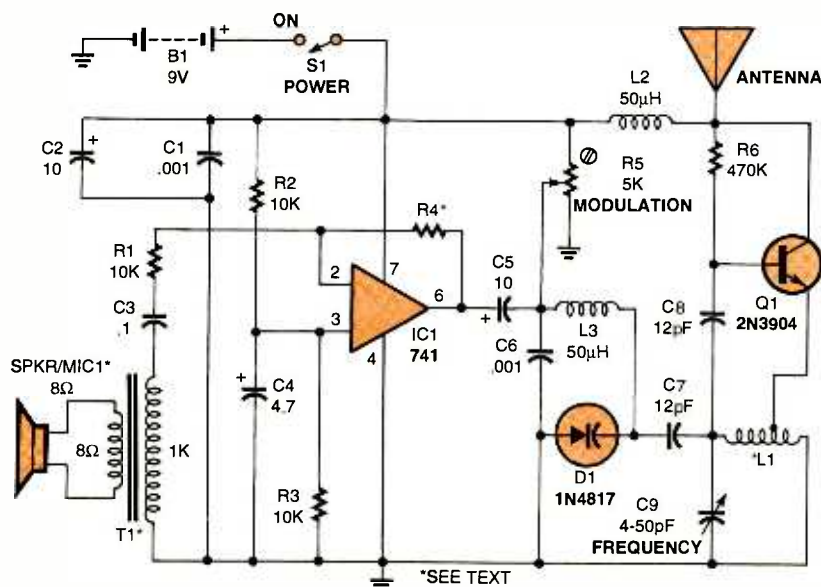 ON
+
B1
9V
S1
POWER
L2
50µH
ANTENNA
C2
10
+
C1
.001
R2
10K
R4*
R5
5K
MODULATION
R6
470K
R1
10K
C3
.1
2
3
7
6
4
IC1
741
C5
10
+
C6
.001
L3
50µH
C8
12pF
Q1
2N3904
SPKR/MIC1*
8Ω
8Ω
1K
T1*
+
C4
4.7
R3
10K
D1
1N4817
C7
12pF
*L1
C9
4-50pF
FREQUENCY
*SEE TEXT